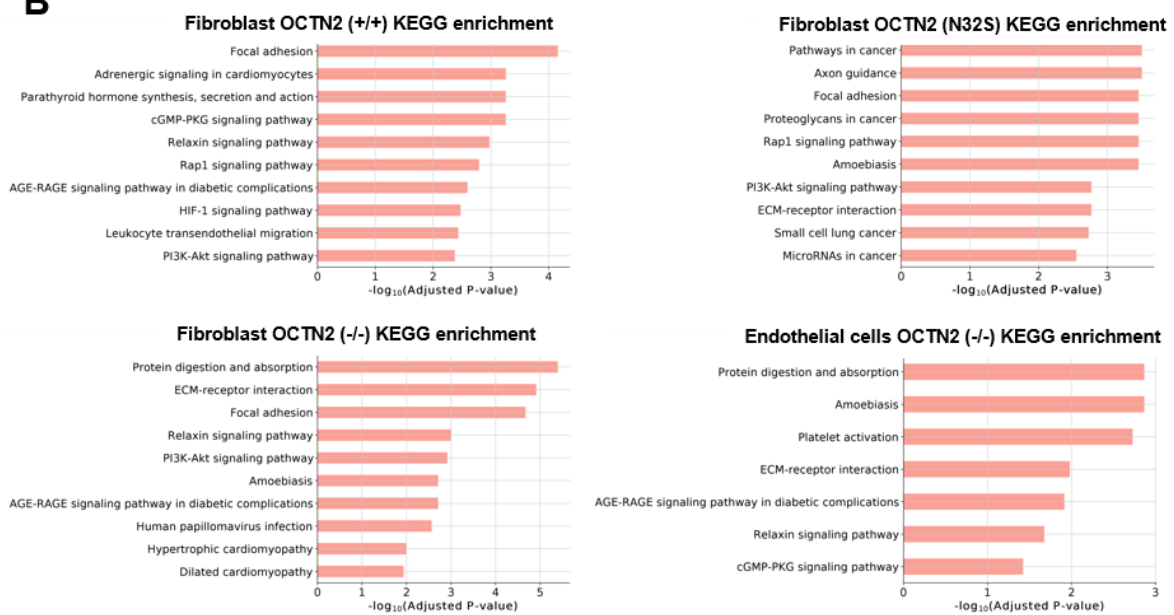 B
Fibroblast OCTN2 (+/+) KEGG enrichment
Focal adhesion
Adrenergic signaling in cardiomyocytes
Parathyroid hormone synthesis, secretion and action
cGMP-PKG signaling pathway
Relaxin signaling pathway
Rap1 signaling pathway
AGE-RAGE signaling pathway in diabetic complications
HIF-1 signaling pathway
Leukocyte transendothelial migration
PI3K-Akt signaling pathway
0 1 2 3 4
-log10(Adjusted P-value)
Fibroblast OCTN2 (N32S) KEGG enrichment
Pathways in cancer
Axon guidance
Focal adhesion
Proteoglycans in cancer
Rap1 signaling pathway
Amoebiasis
PI3K-Akt signaling pathway
ECM-receptor interaction
Small cell lung cancer
MicroRNAs in cancer
0 1 2 3
-log10(Adjusted P-value)
Fibroblast OCTN2 (-/-) KEGG enrichment
Protein digestion and absorption
ECM-receptor interaction
Focal adhesion
Relaxin signaling pathway
PI3K-Akt signaling pathway
Amoebiasis
AGE-RAGE signaling pathway in diabetic complications
Human papillomavirus infection
Hypertrophic cardiomyopathy
Dilated cardiomyopathy
0 1 2 3 4 5
-log10(Adjusted P-value)
Endothelial cells OCTN2 (-/-) KEGG enrichment
Protein digestion and absorption
Amoebiasis
Platelet activation
ECM-receptor interaction
AGE-RAGE signaling pathway in diabetic complications
Relaxin signaling pathway
cGMP-PKG signaling pathway
0 1 2 3
-log10(Adjusted P-value)